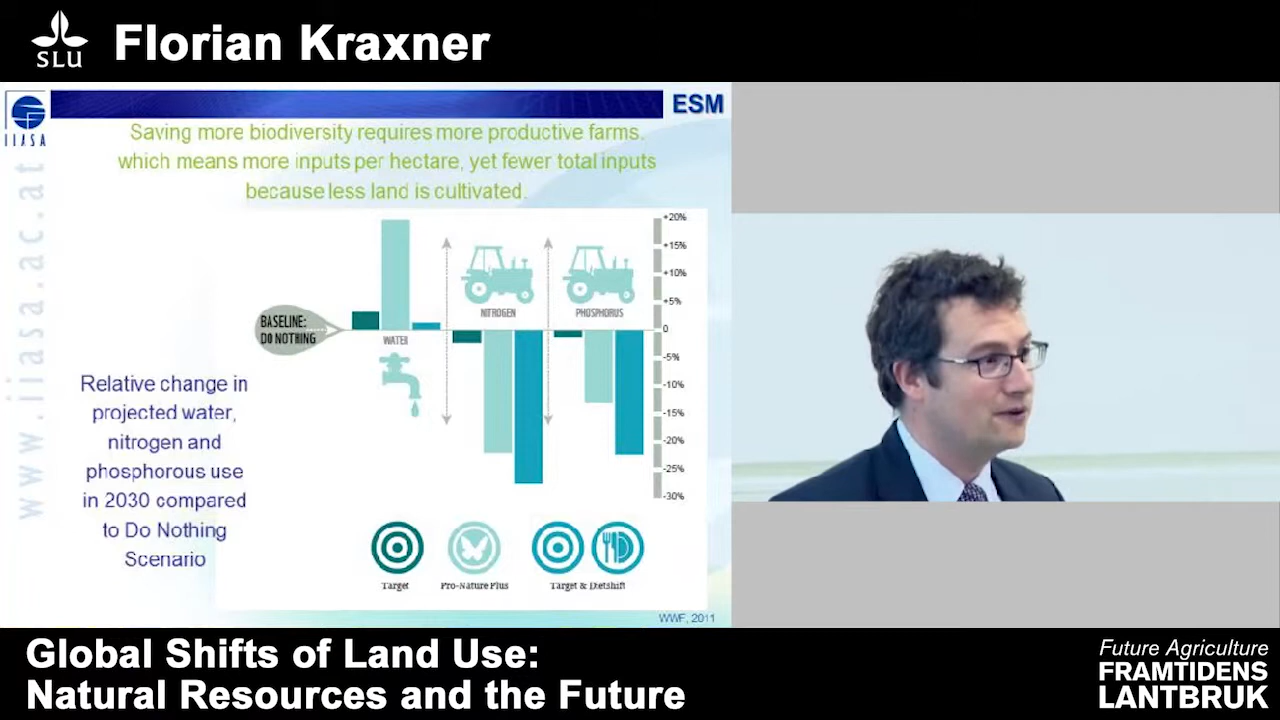 SLU
Florian Kraxner
IIASA
ESM
www.iiasa.ac.at
Saving more biodiversity requires more productive farms,
which means more inputs per hectare, yet fewer total inputs
because less land is cultivated.
+20%
+15%
+10%
+5%
0
-5%
-10%
-15%
-20%
-25%
-30%
NITROGEN
PHOSPHORUS
BASELINE:
DO NOTHING
WATER
Relative change in
projected water,
nitrogen and
phosphorous use
in 2030 compared
to Do Nothing
Scenario
Target
Pro-Nature Plus
Target & Dietshift
WWF, 2011
Global Shifts of Land Use:
Natural Resources and the Future
Future Agriculture
FRAMTIDENS
LANTBRUK